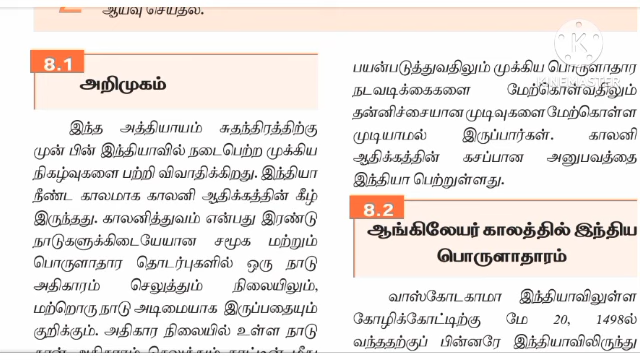 ஆய்வு செய்தல்.
8.1
அறிமுகம்
இந்த அத்தியாயம் சுதந்திரத்திற்கு
முன் பின் இந்தியாவில் நடைபெற்ற முக்கிய
நிகழ்வுகளை பற்றி விவாதிக்கிறது. இந்தியா
நீண்ட காலமாக காலனி ஆதிக்கத்தின் கீழ்
இருந்தது. காலனித்துவம் என்பது இரண்டு
நாடுகளுக்கிடையேயான சமூக மற்றும்
பொருளாதார தொடர்புகளில் ஒரு நாடு
அதிகாரம் செலுத்தும் நிலையிலும்,
மற்றொரு நாடு அடிமையாக இருப்பதையும்
குறிக்கும். அதிகார நிலையில் உள்ள நாடு
பயன்படுத்துவதிலும் முக்கிய பொருளாதார
நடவடிக்கைகளை மேற்கொள்வதிலும்
தன்னிச்சையான முடிவுகளை மேற்கொள்ள
முடியாமல் இருப்பார்கள். காலனி
ஆதிக்கத்தின் கசப்பான அனுபவத்தை
இந்தியா பெற்றுள்ளது.
8.2
ஆங்கிலேயர் காலத்தில் இந்திய
பொருளாதாரம்
வாஸ்கோடகாமா இந்தியாவிலுள்ள
கோழிக்கோட்டிற்கு மே 20, 1498ல்
வந்ததற்குப் பின்னரே இந்தியாவிலிருந்து
K
KINEMASTER